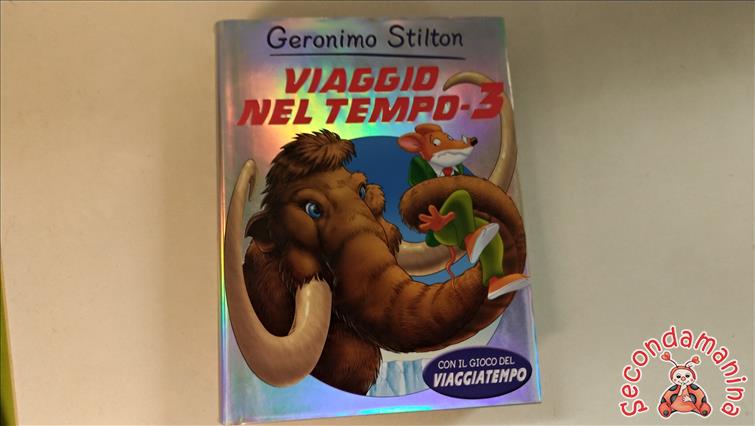 Geronimo Stilton
VIAGGIO
NEL TEMPO-3
CON IL GIOCO DEL
VIAGGIATEMPO
Secondamanina